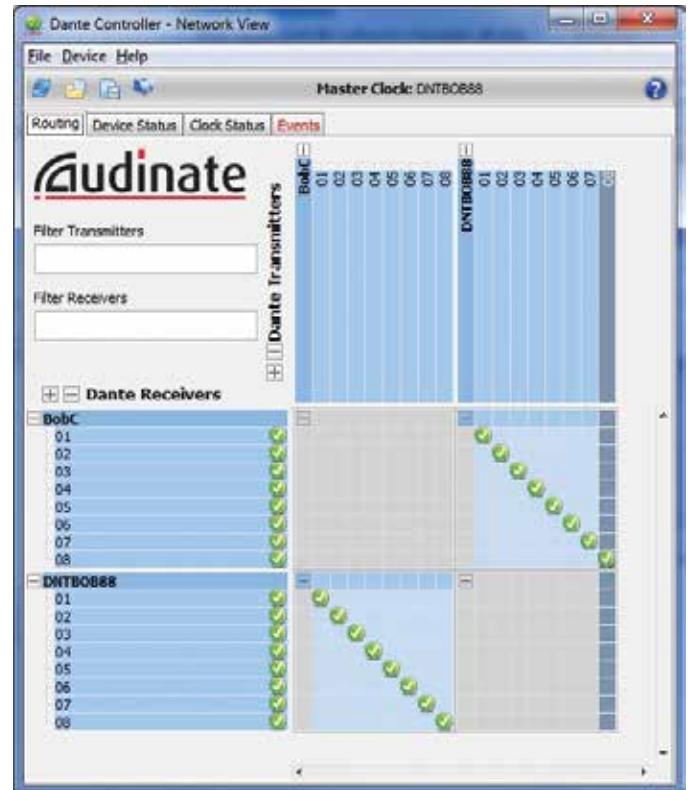 Dante Controller - Network View
File Device Help
Master Clock: DNTBOB88
Routing Device Status Clock Status Events
Audinate
Filter Transmitters
Filter Receivers
Dante Transmitters
BobC
01
02
03
04
05
06
07
08
DNTBOB88
01
02
03
04
05
06
07
08
Dante Receivers
BobC
01
02
03
04
05
06
07
08
DNTBOB88
01
02
03
04
05
06
07
08